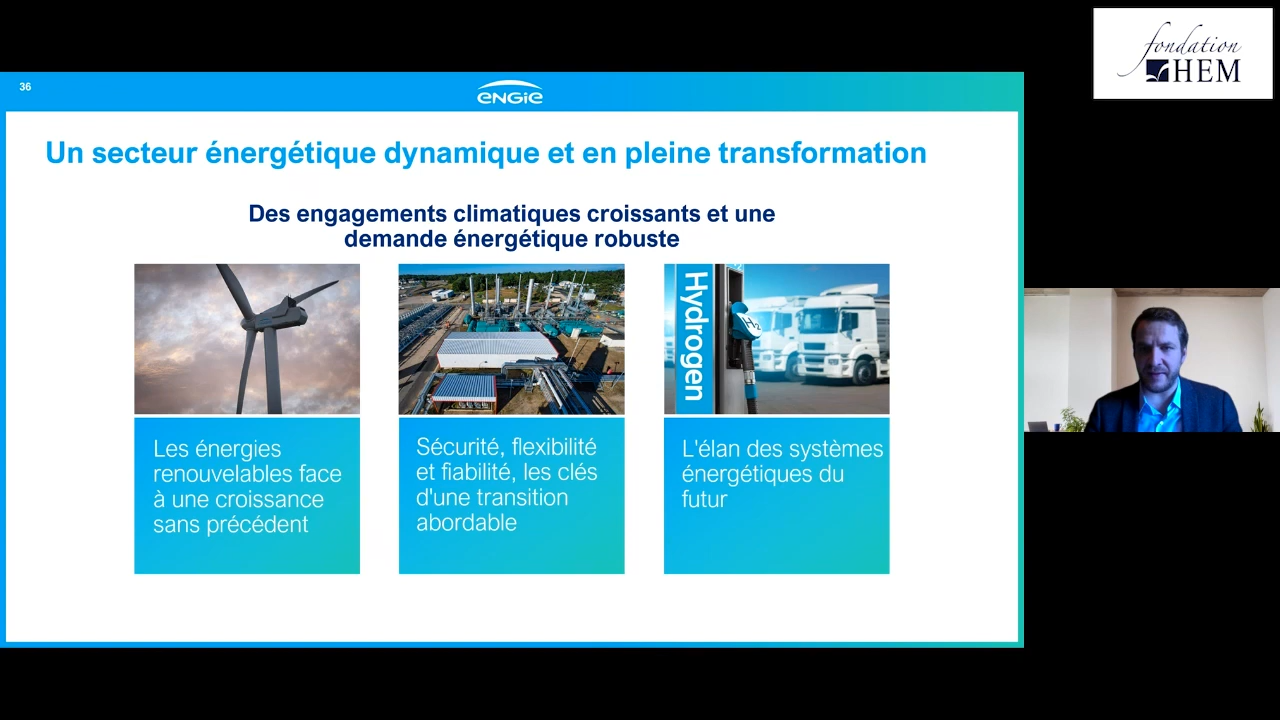 fondation
HEM
36
ENGIE
Un secteur énergétique dynamique et en pleine transformation
Des engagements climatiques croissants et une
demande énergétique robuste
Hydrogen
H2
Les énergies
renouvelables face
à une croissance
sans précédent
Sécurité, flexibilité
et fiabilité, les clés
d'une transition
abordable
L'élan des systèmes
énergétiques du
futur